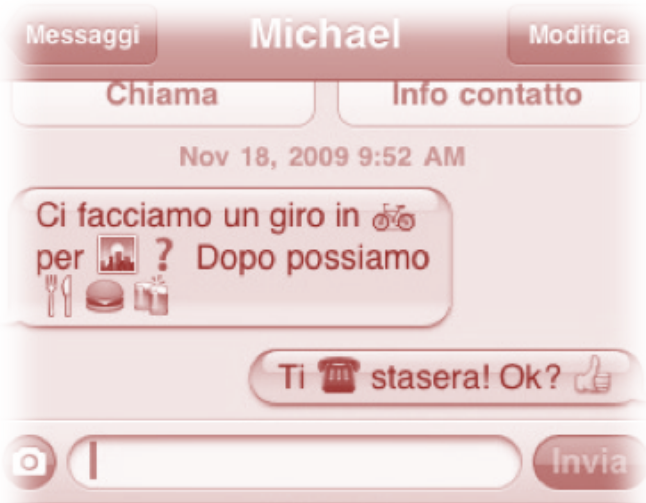 Messaggi Michael Modifica
Chiama Info contatto
Nov 18, 2009 9:52 AM
Ci facciamo un giro in 🚲
per 🌇 ❓ Dopo possiamo
🍴 🍔 🍻
Ti ☎️ stasera! Ok? 👍
Invia